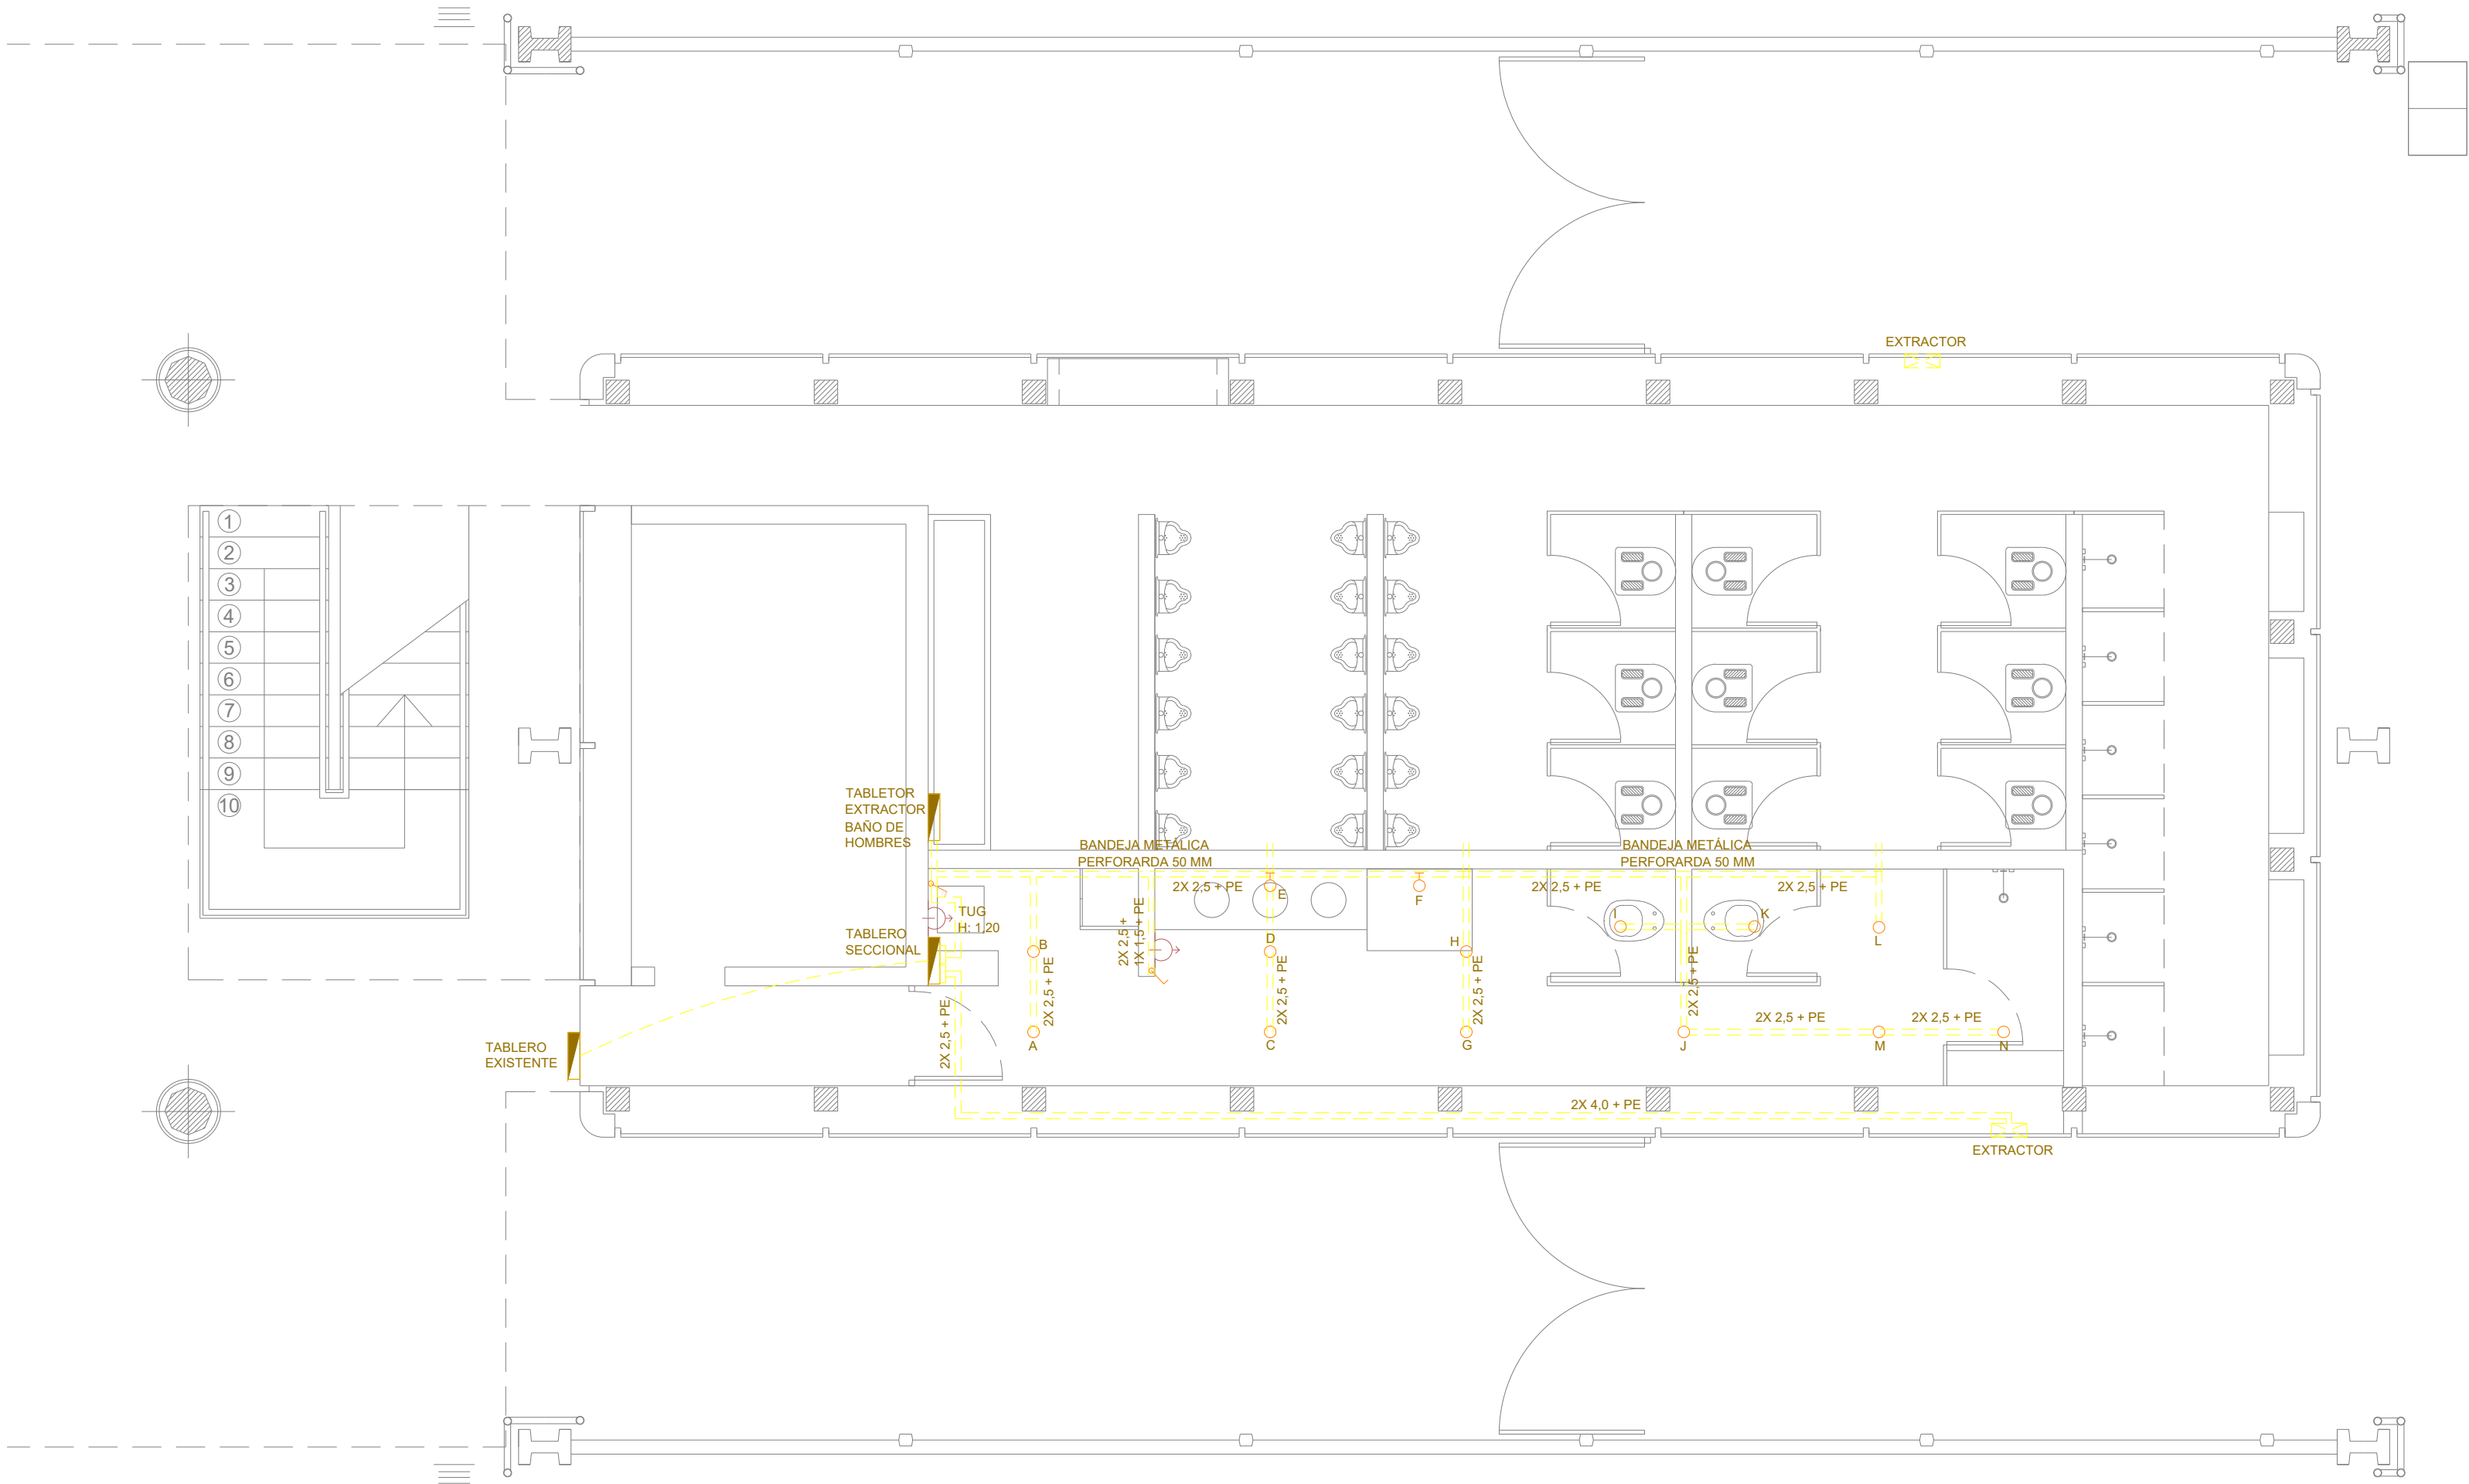 EXTRACTOR
1
2
3
4
5
6
7
8
9
10
TABLETOR
EXTRACTOR
BAÑO DE
HOMBRES
BANDEJA METÁLICA
PERFORARDA 50 MM
BANDEJA METÁLICA
PERFORARDA 50 MM
2X 2,5 + PE
2X 2,5 + PE
2X 2,5 + PE
E
F
TUG
H: 1,20
I
K
2X 2,5 +
1X 1,5 + PE
TABLERO
SECCIONAL
B
D
H
L
2X 2,5 + PE
2X 2,5 + PE
2X 2,5 + PE
2X 2,5 + PE
2X 2,5 + PE
2X 2,5 + PE
2X 2,5 + PE
TABLERO
EXISTENTE
A
C
G
J
M
N
2X 4,0 + PE
EXTRACTOR